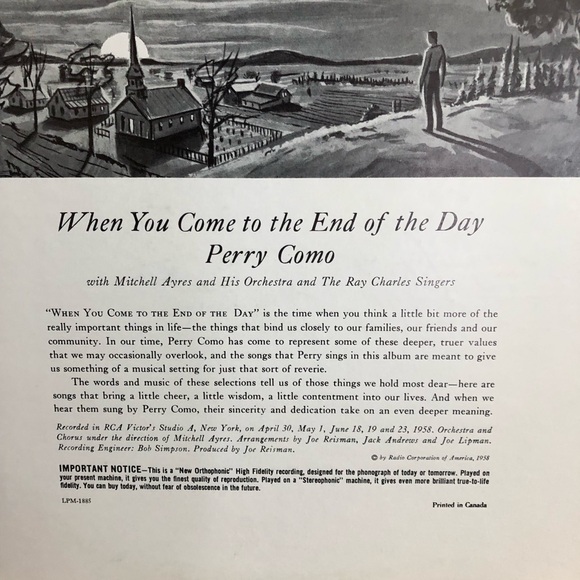 When You Come to the End of the Day
Perry Como
with Mitchell Ayres and His Orchestra and The Ray Charles Singers
“WHEN YOU COME TO THE END OF THE DAY” is the time when you think a little bit more of the
really important things in life—the things that bind us closely to our families, our friends and our
community. In our time, Perry Como has come to represent some of these deeper, truer values
that we may occasionally overlook, and the songs that Perry sings in this album are meant to give
us something of a musical setting for just that sort of reverie.
The words and music of these selections tell us of those things we hold most dear—here are
songs that bring a little cheer, a little wisdom, a little contentment into our lives. And when we
hear them sung by Perry Como, their sincerity and dedication take on an even deeper meaning.
Recorded in RCA Victor's Studio A, New York, on April 30, May 1, June 18, 19 and 23, 1958. Orchestra and
Chorus under the direction of Mitchell Ayres. Arrangements by Joe Reisman, Jack Andrews and Joe Lipman.
Recording Engineer: Bob Simpson. Produced by Joe Reisman.
© by Radio Corporation of America, 1958
IMPORTANT NOTICE—This is a "New Orthophonic" High Fidelity recording, designed for the phonograph of today or tomorrow. Played on
your present machine, it gives you the finest quality of reproduction. Played on a "Stereophonic" machine, it gives even more brilliant true-to-life
fidelity. You can buy today, without fear of obsolescence in the future.
LPM-1885
Printed in Canada